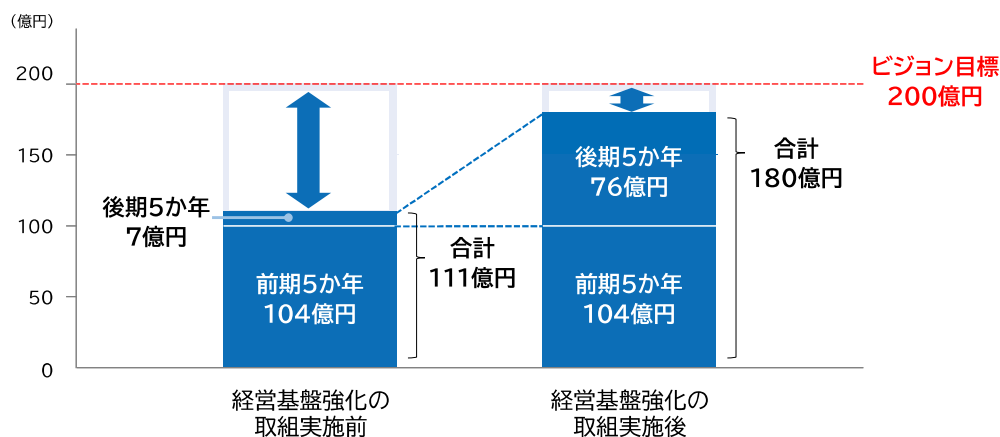 （億円）
200
150
100
50
0
ビジョン目標
200億円
後期5か年
7億円
前期5か年
104億円
合計
111億円
後期5か年
76億円
前期5か年
104億円
合計
180億円
経営基盤強化の
取組実施前
経営基盤強化の
取組実施後